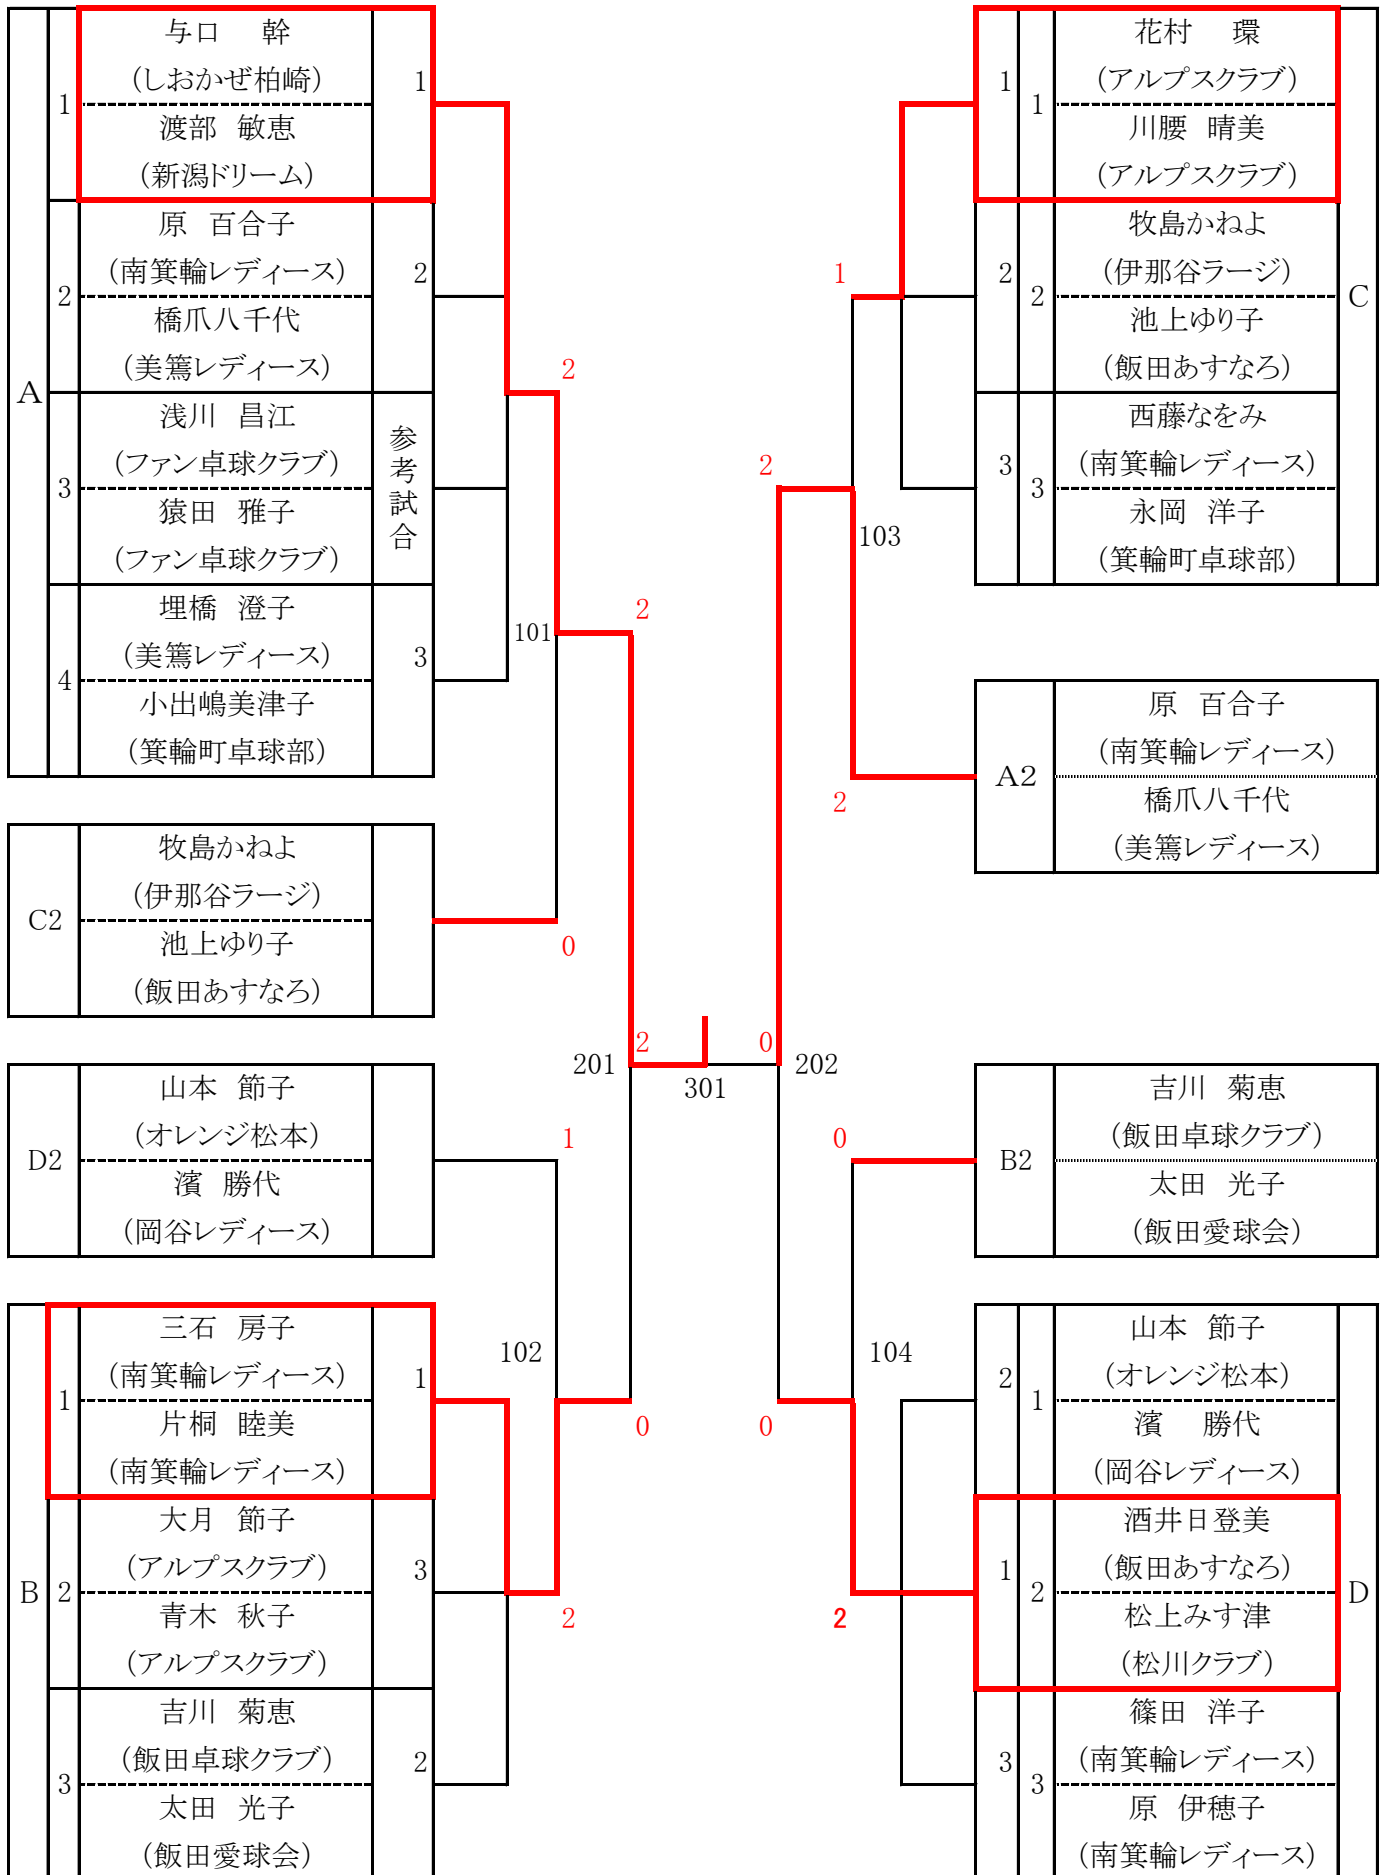 A
1
与口　幹
(しおかぜ柏崎)
渡部 敏恵
(新潟ドリーム)
1
2
原 百合子
(南箕輪レディース)
橋爪八千代
(美篶レディース)
2
3
浅川 昌江
(ファン卓球クラブ)
猿田 雅子
(ファン卓球クラブ)
参考試合
4
埋橋 澄子
(美篶レディース)
小出嶋美津子
(箕輪町卓球部)
3
C2
牧島かねよ
(伊那谷ラージ)
池上ゆり子
(飯田あすなろ)
D2
山本 節子
(オレンジ松本)
濱 勝代
(岡谷レディース)
B
1
三石 房子
(南箕輪レディース)
片桐 睦美
(南箕輪レディース)
1
2
大月 節子
(アルプスクラブ)
青木 秋子
(アルプスクラブ)
3
3
吉川 菊恵
(飯田卓球クラブ)
太田 光子
(飯田愛球会)
2
2
101
2
0
1
102
2
0
201
2
301
0
202
1
2
103
2
0
104
0
2
1
1
花村　環
(アルプスクラブ)
川腰 晴美
(アルプスクラブ)
2
2
牧島かねよ
(伊那谷ラージ)
池上ゆり子
(飯田あすなろ)
C
3
3
西藤なをみ
(南箕輪レディース)
永岡 洋子
(箕輪町卓球部)
A2
原 百合子
(南箕輪レディース)
橋爪八千代
(美篶レディース)
B2
吉川 菊恵
(飯田卓球クラブ)
太田 光子
(飯田愛球会)
2
1
山本 節子
(オレンジ松本)
濱　勝代
(岡谷レディース)
1
2
酒井日登美
(飯田あすなろ)
松上みす津
(松川クラブ)
D
3
3
篠田 洋子
(南箕輪レディース)
原 伊穂子
(南箕輪レディース)